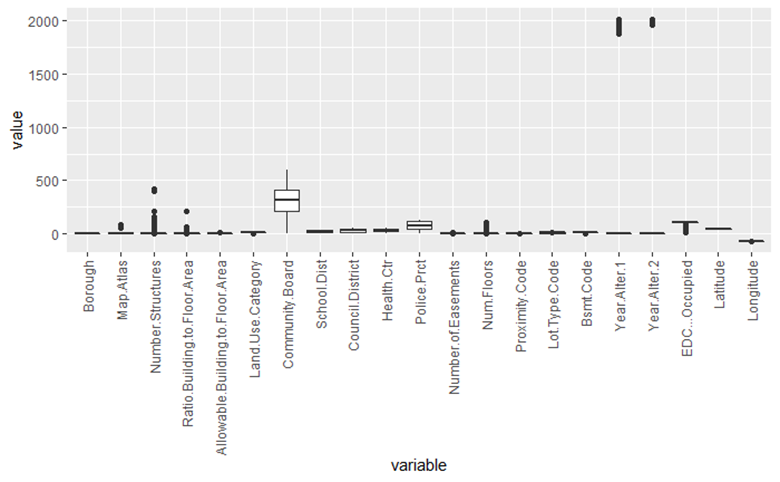 2000
1500
1000
500
0
value
Borough
Map.Atlas
Number.Structures
Ratio.Building.to.Floor.Area
Allowable.Building.to.Floor.Area
Land.Use.Category
Community.Board
School.Dist
Council.District
Health.Ctr
Police.Prct
Number.of.Easements
Num.Floors
Proximity.Code
Lot.Type.Code
Bsmt.Code
Year.Alter.1
Year.Alter.2
EDC...Occupied
Latitude
Longitude
variable